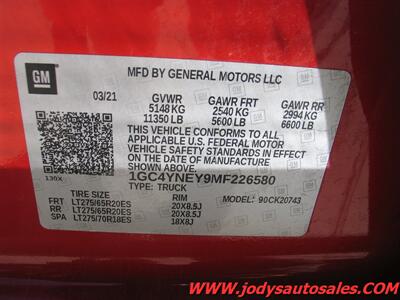 GM
MFD BY GENERAL MOTORS LLC
03/21
GVWR GAWR FRT GAWR RR
5148 KG 2540 KG 2994 KG
11350 LB 5600 LB 6600 LB
THIS VEHICLE CONFORMS TO ALL
APPLICABLE U.S. FEDERAL MOTOR
VEHICLE SAFETY STANDARDS IN EFFECT
ON THE DATE OF MANUFACTURE
SHOWN ABOVE.
136X
1GC4YNEY9MF226580
TYPE: TRUCK
TIRE SIZE RIM MODEL: 90CK20743
FRT LT275/65R20ES 20X8.5J
RR LT275/65R20ES 20X8.5J
SPA LT275/70R18ES 18X8J
www.jodysautosales.com